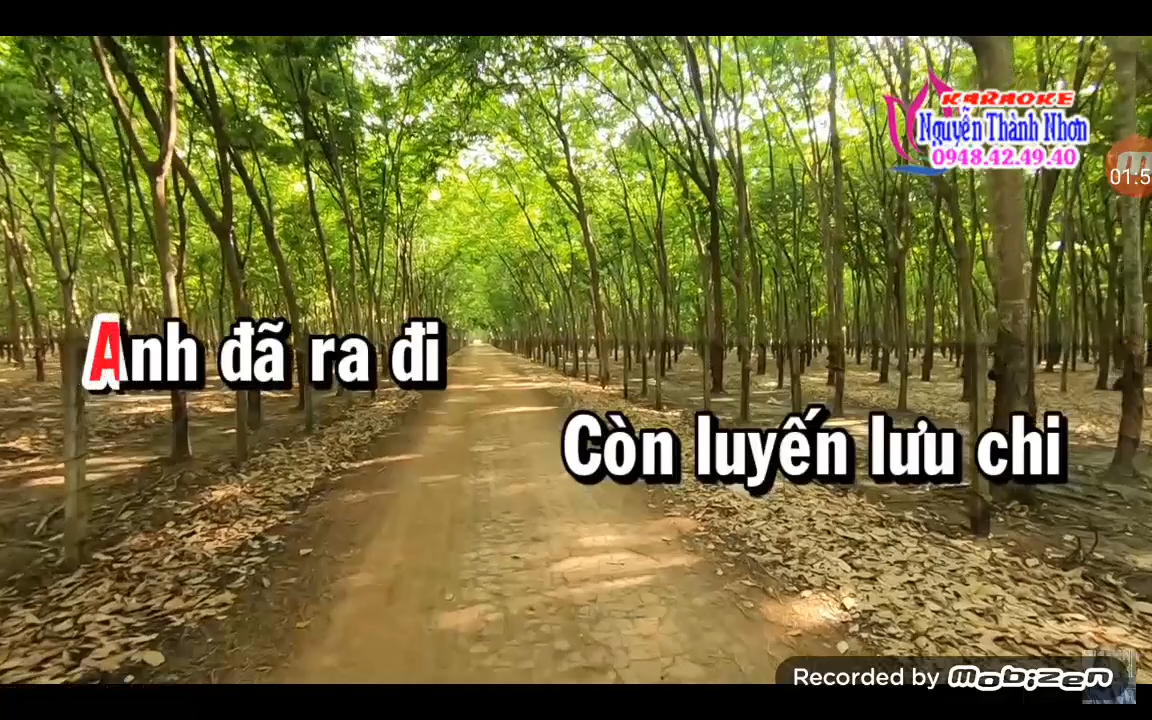 KARAOKE
Nguyễn Thành Nhơn
0948.42.49.40
01:5
Anh đã ra đi
Còn luyến lưu chi
Recorded by mobizen